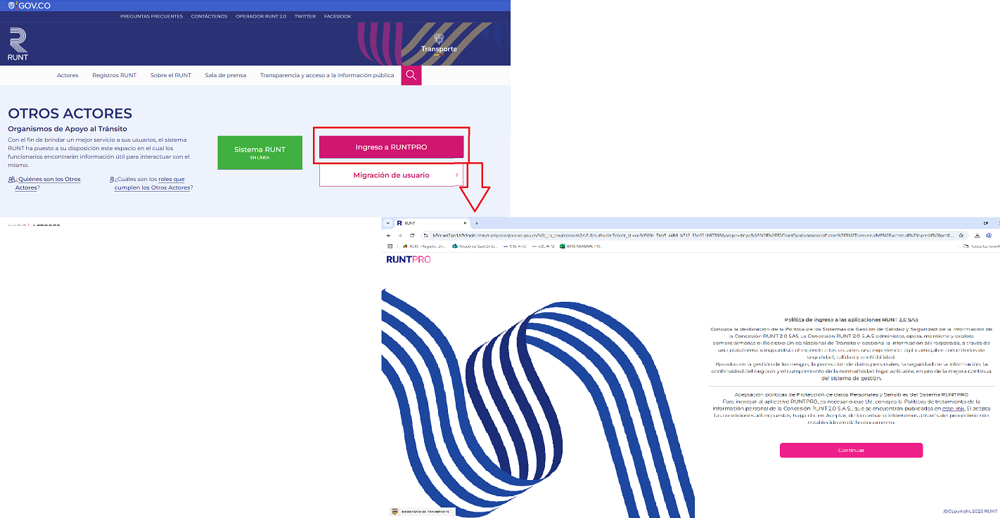 GOV.CO
PREGUNTAS FRECUENTES CONTÁCTENOS OPERADOR RUNT 2.0 TWITTER FACEBOOK
RUNT
Transporte
Actores Registros RUNT Sobre el RUNT Sala de prensa Transparencia y acceso a la información pública
OTROS ACTORES
Organismos de Apoyo al Tránsito
Con el fin de brindar un mejor servicio a sus usuarios, el sistema
RUNT ha puesto a su disposición este espacio en el cual los
funcionarios encontrarán información útil para interactuar con el
mismo.
¿Quiénes son los Otros
Actores?
¿Cuáles son los roles que
cumplen los Otros Actores?
Sistema RUNT
EN LÍNEA
Ingreso a RUNTPRO
Migración de usuario
RUNT
RUNTPRO
Política de ingreso a las aplicaciones RUNT 2.0 SAS
Conozca la declaración de la Política de los Sistemas de Gestión de Calidad y Seguridad de la Información de
la Concesión RUNT 2.0 SAS La Concesión RUNT 2.0 S.A.S administra, opera, mantiene y explota
comercialmente el Registro Único Nacional de Tránsito y gestiona la información allí registrada, a través de
una plataforma vanguardista ofreciendo a los usuarios una experiencia ágil y amigable con criterios de
seguridad, calidad y confiabilidad.
Basados en la gestión de los riesgos, la protección de datos personales, la seguridad de la información, la
continuidad del negocio y el cumplimiento de la normatividad legal aplicable, en pro de la mejora continua
del sistema de gestión.
Aceptación políticas de Protección de datos Personales y Sensibles del Sistema RUNTPRO
Para ingresar al aplicativo RUNTPRO, es necesario que Ud. conozca la Políticas de tratamiento de la
información personal de la Concesión RUNT 2.0 S.A.S., que se encuentran publicadas en este link. Si acepta
las condiciones allí expuestas, haga clic en Aceptar, de lo contrario infórmenos a través del procedimiento
establecido en dicho documento.
Continuar
MINISTERIO DE TRANSPORTE
@Copyright 2023 RUNT